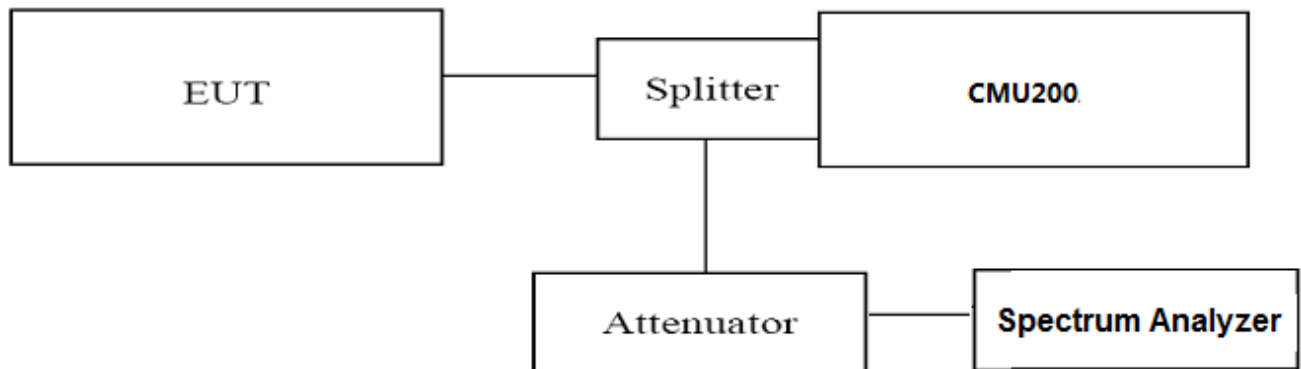 EUT
Splitter
CMU200.
Attenuator
Spectrum Analyzer